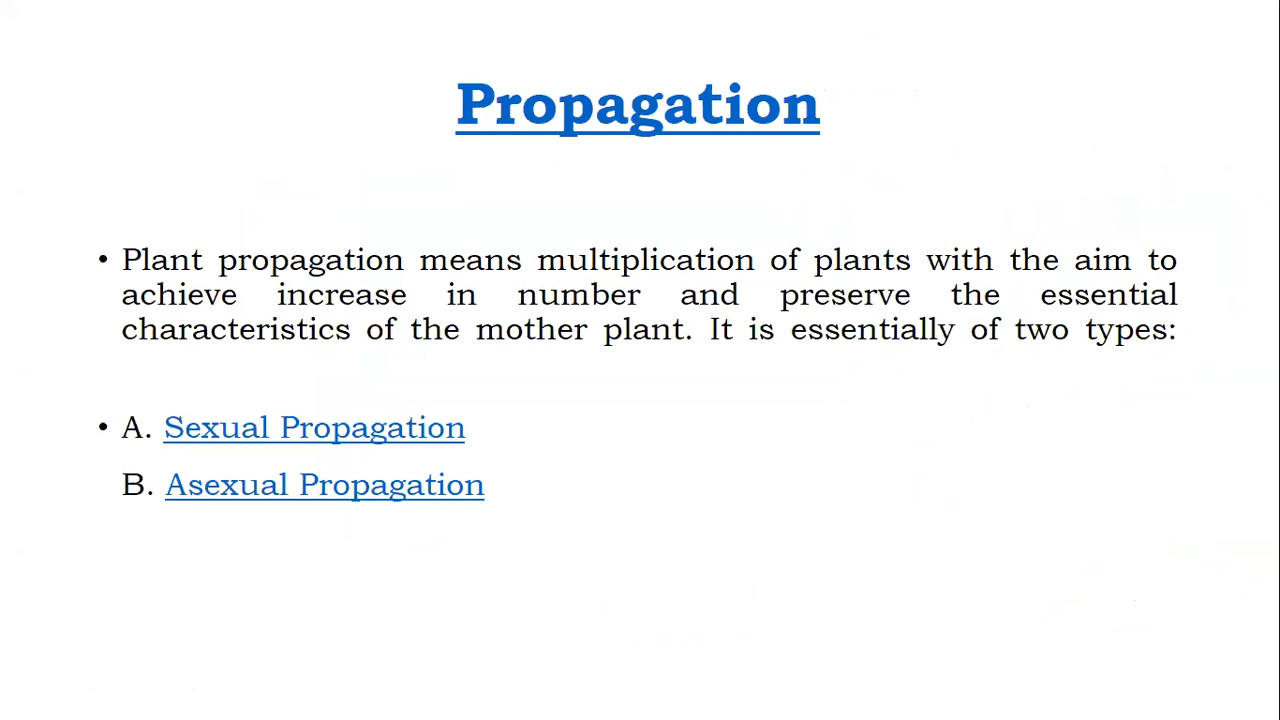 Propagation
• Plant propagation means multiplication of plants with the aim to
achieve increase in number and preserve the essential
characteristics of the mother plant. It is essentially of two types:
• A. Sexual Propagation
B. Asexual Propagation